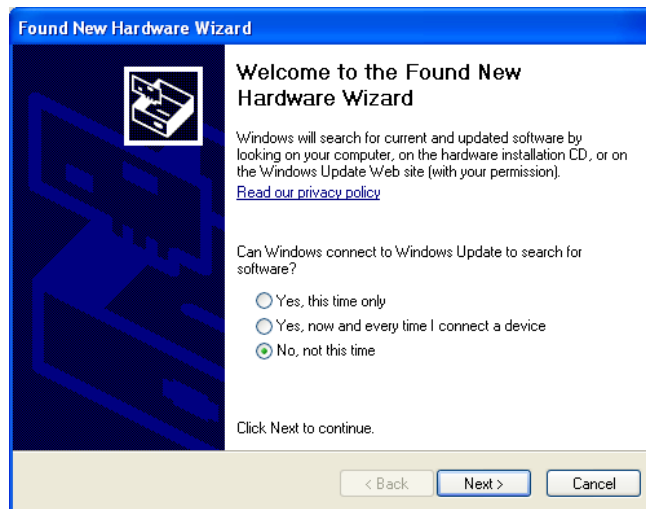 Found New Hardware Wizard
Welcome to the Found New
Hardware Wizard
Windows will search for current and updated software by
looking on your computer, on the hardware installation CD, or on
the Windows Update Web site (with your permission).
Read our privacy policy
Can Windows connect to Windows Update to search for
software?
Yes, this time only
Yes, now and every time I connect a device
No, not this time
Click Next to continue.
< Back Next > Cancel